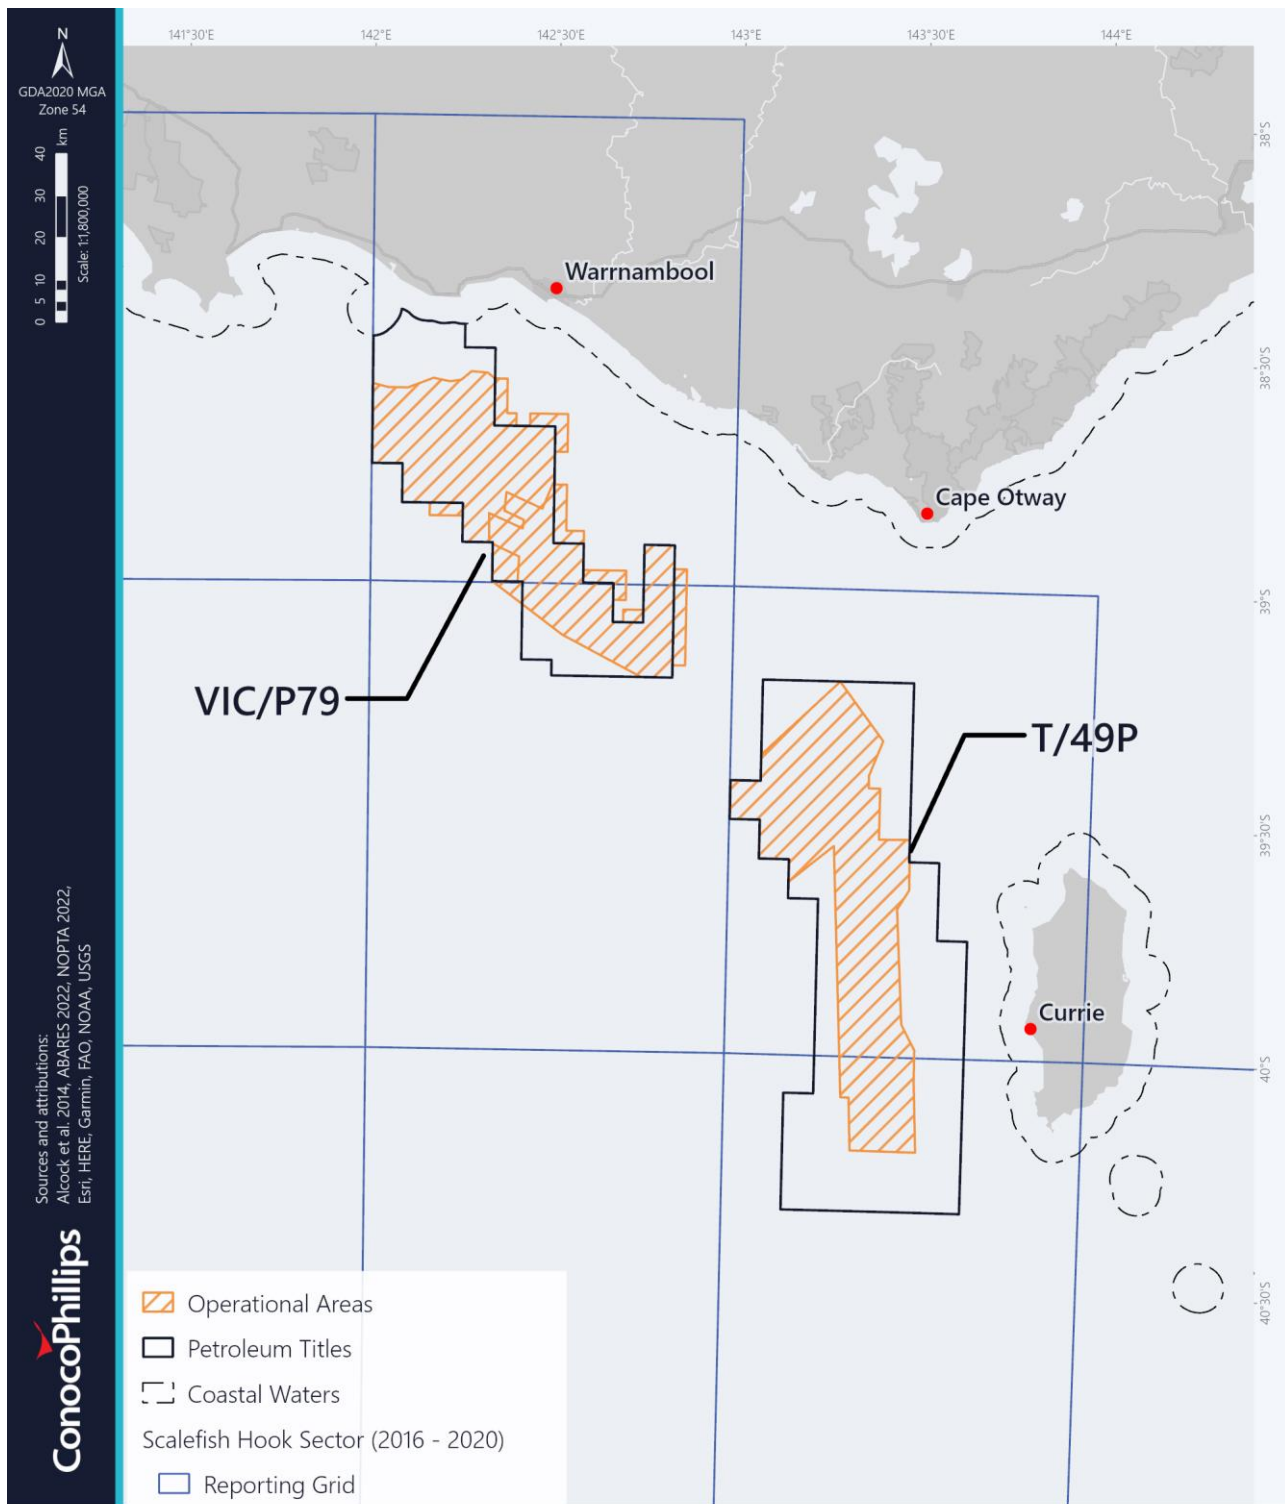 141°30'E 142°E 142°30'E 143°E 143°30'E 144°E
N
GDA2020 MGA
Zone 54
0 5 10 20 30 40 km
Scale: 1:1,800,000
38°S
38°30'S
39°S
39°30'S
40°S
40°30'S
Warrnambool
Cape Otway
VIC/P79
T/49P
Currie
Sources and attributions:
Alcock et al. 2014, ABARES 2022, NOPTA 2022,
Esri, HERE, Garmin, FAO, NOAA, USGS
ConocoPhillips
Operational Areas
Petroleum Titles
Coastal Waters
Scalefish Hook Sector (2016 - 2020)
Reporting Grid